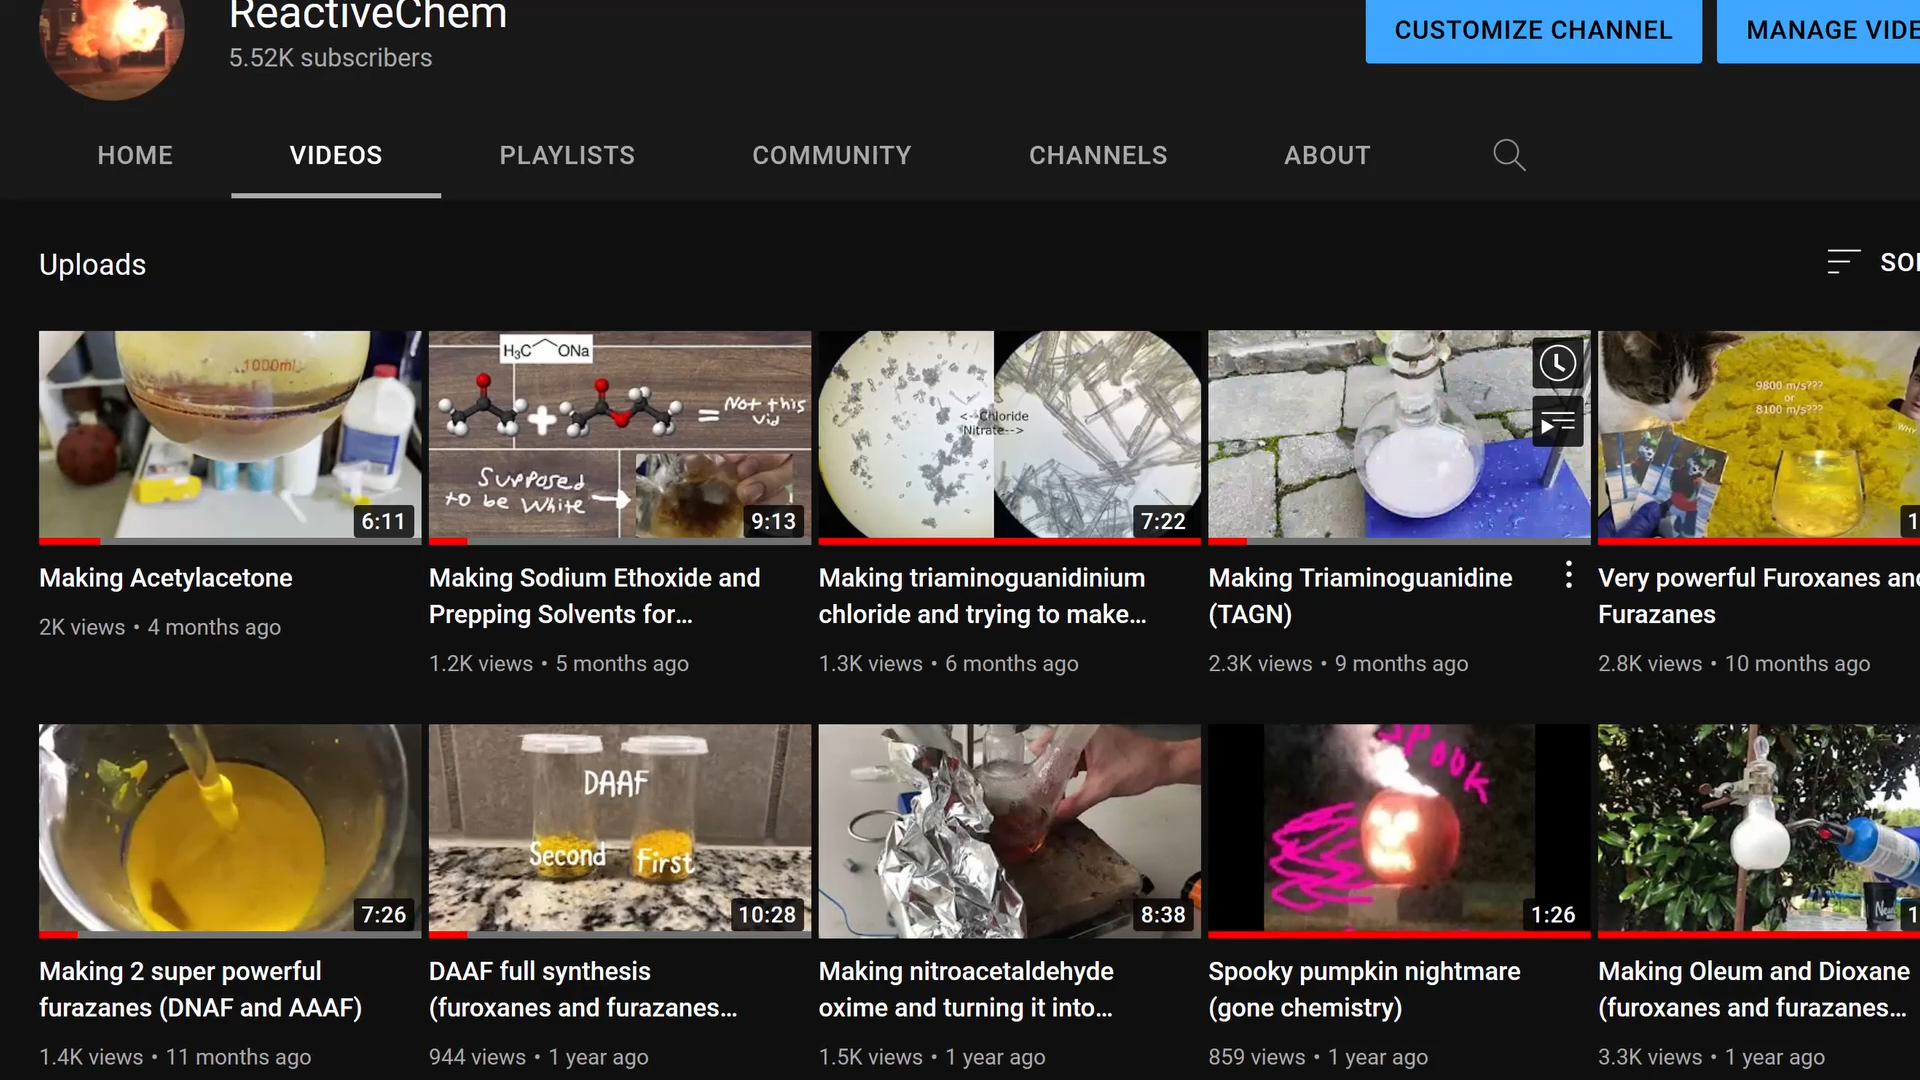 ReactiveChem
5.52K subscribers
CUSTOMIZE CHANNEL
MANAGE VIDE
HOME
VIDEOS
PLAYLISTS
COMMUNITY
CHANNELS
ABOUT
Uploads
SOR
1000ml
6:11
Making Acetylacetone
2K views • 4 months ago
H₃C ONa
+
= Not this
vid
Supposed
to be White
9:13
Making Sodium Ethoxide and
Prepping Solvents for...
1.2K views • 5 months ago
<--Chloride
Nitrate-->
7:22
Making triaminoguanidinium
chloride and trying to make...
1.3K views • 6 months ago
Making Triaminoguanidine
(TAGN)
2.3K views • 9 months ago
9800 m/s???
or
8100 m/s???
WHY
1
Very powerful Furoxanes and
Furazanes
2.8K views • 10 months ago
7:26
Making 2 super powerful
furazanes (DNAF and AAAF)
1.4K views • 11 months ago
DAAF
Second
First
10:28
DAAF full synthesis
(furoxanes and furazanes...
944 views • 1 year ago
8:38
Making nitroacetaldehyde
oxime and turning it into...
1.5K views • 1 year ago
SPOOK
1:26
Spooky pumpkin nightmare
(gone chemistry)
859 views • 1 year ago
1
Making Oleum and Dioxane
(furoxanes and furazanes...
3.3K views • 1 year ago